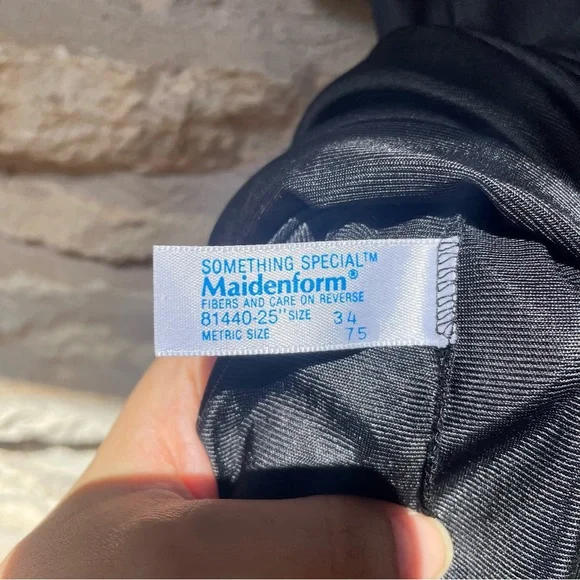 SOMETHING SPECIAL™
Maidenform®
FIBERS AND CARE ON REVERSE
81440-25" SIZE 34
METRIC SIZE 75